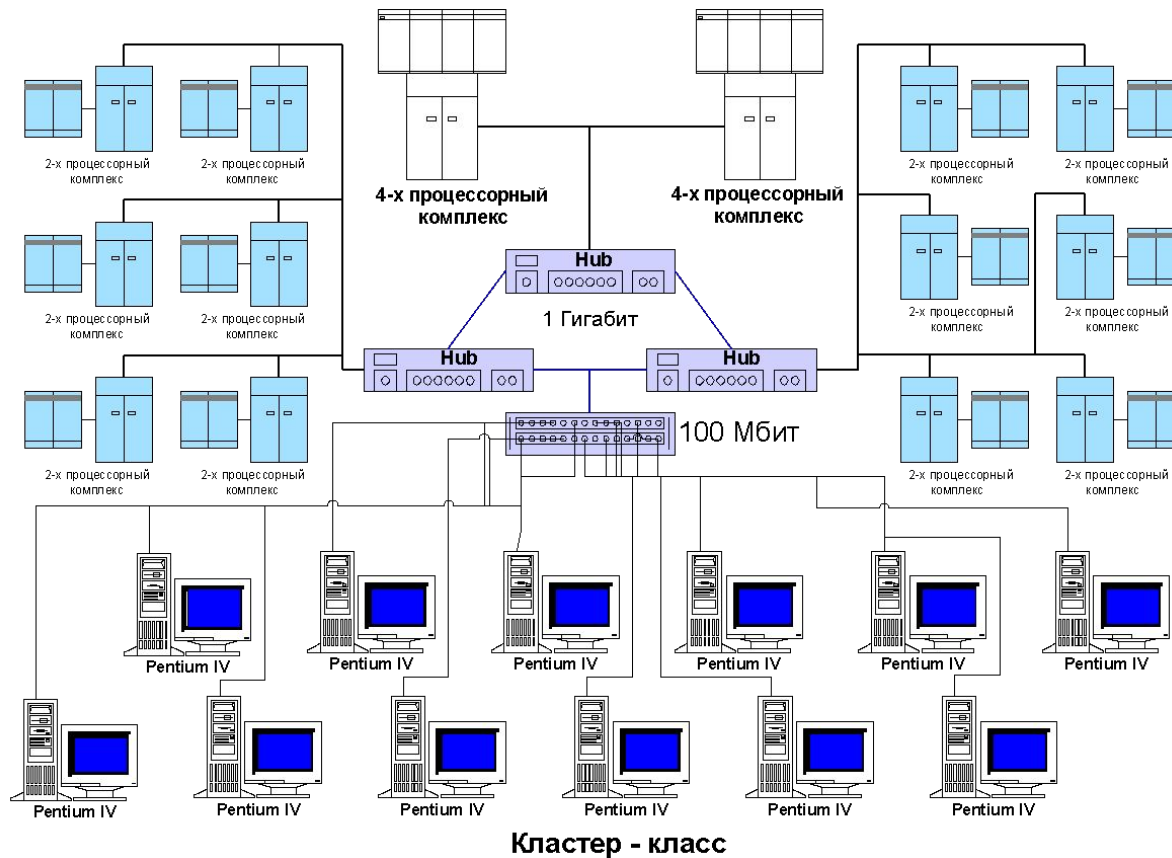 2-х процессорный
комплекс
2-х процессорный
комплекс
4-х процессорный
комплекс
4-х процессорный
комплекс
2-х процессорный
комплекс
2-х процессорный
комплекс
2-х процессорный
комплекс
2-х процессорный
комплекс
Hub
1 Гигабит
2-х процессорный
комплекс
2-х процессорный
комплекс
Hub
Hub
2-х процессорный
комплекс
2-х процессорный
комплекс
100 Мбит
2-х процессорный
комплекс
2-х процессорный
комплекс
Pentium IV
Pentium IV
Pentium IV
Pentium IV
Pentium IV
Pentium IV
Pentium IV
Pentium IV
Pentium IV
Pentium IV
Pentium IV
Pentium IV
Кластер - класс